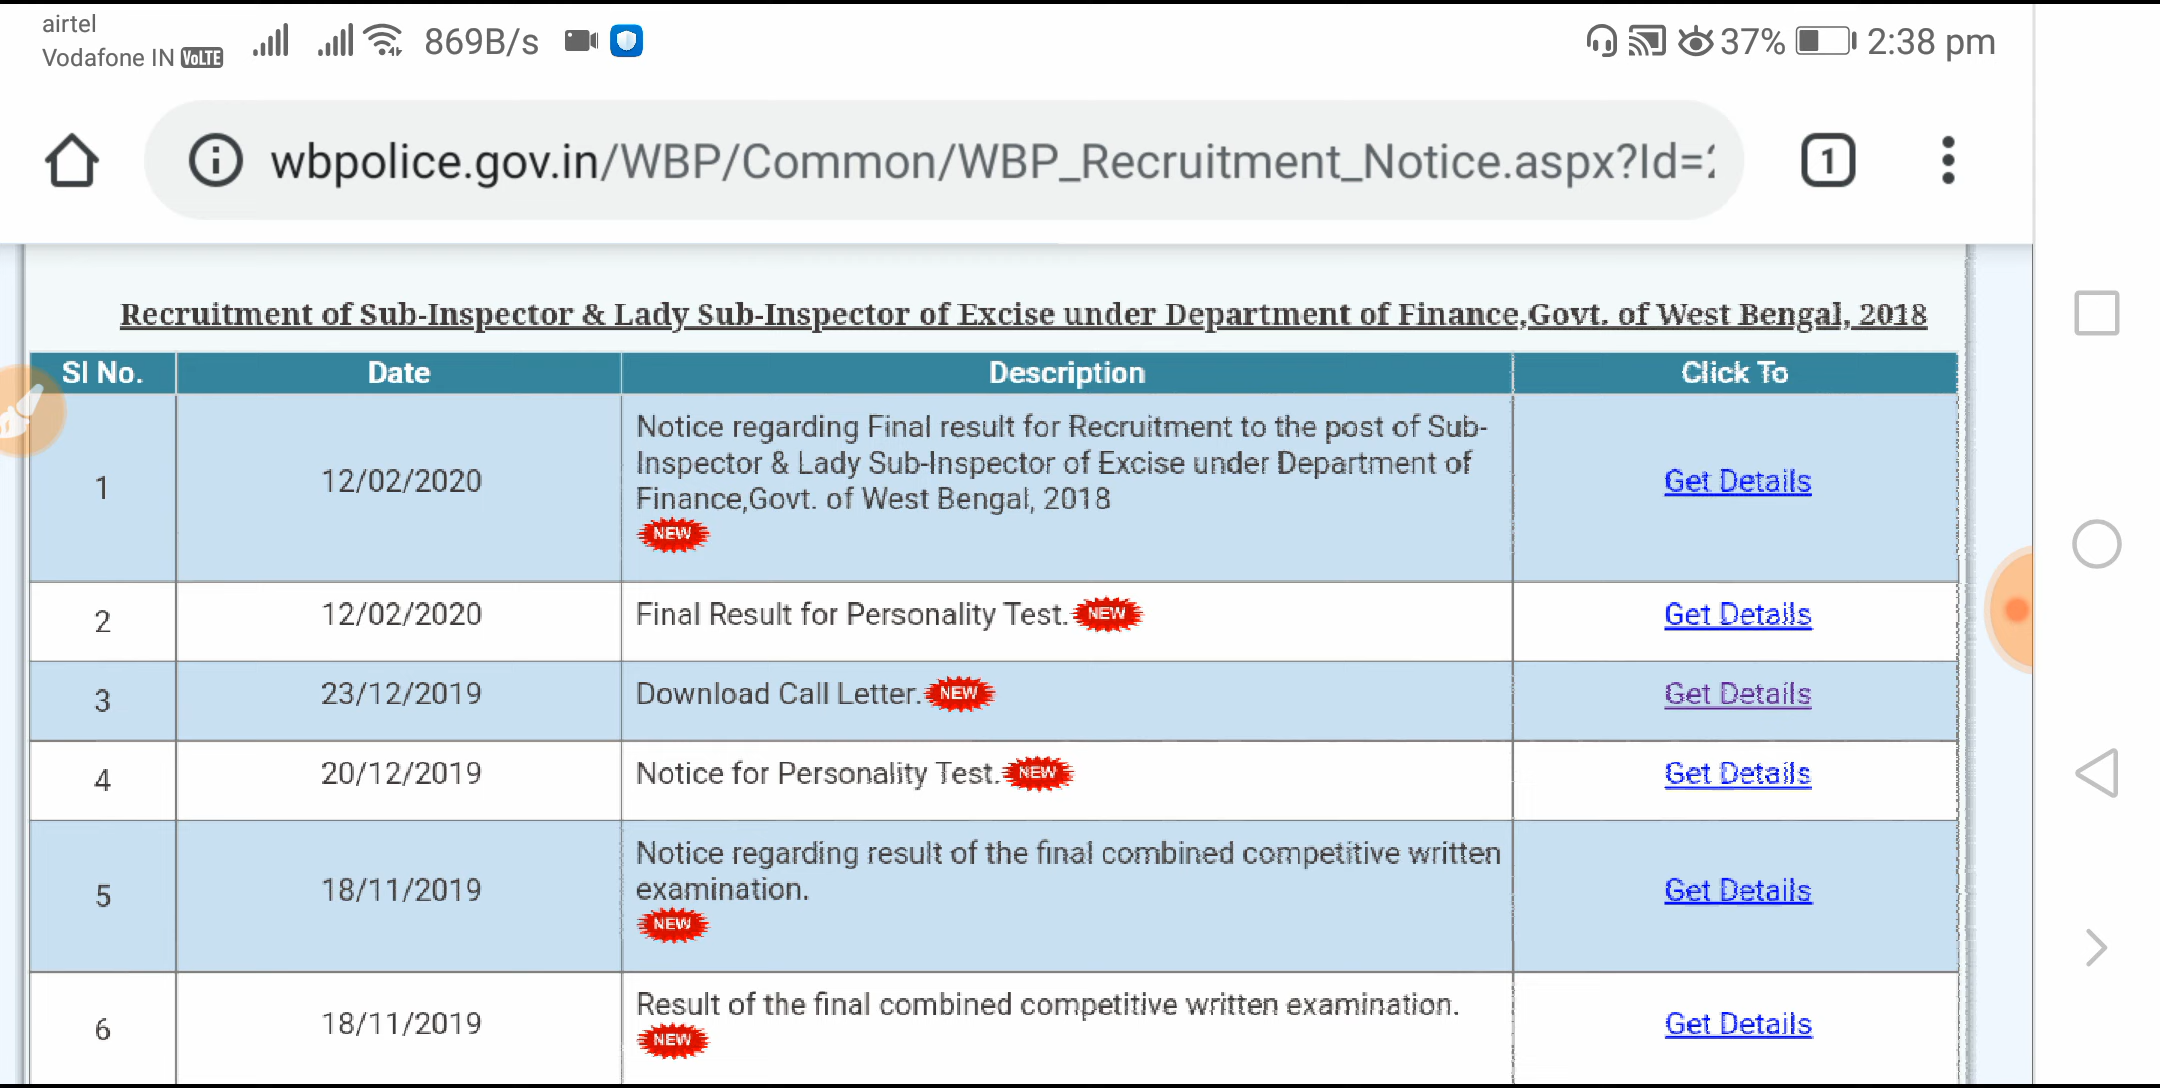 airtel
Vodafone IN VoLTE
869B/s
37%
2:38 pm
wbpolice.gov.in/WBP/Common/WBP_Recruitment_Notice.aspx?Id=
1
Recruitment of Sub-Inspector & Lady Sub-Inspector of Excise under Department of Finance,Govt. of West Bengal, 2018
Sl No. Date Description Click To
1 12/02/2020 Notice regarding Final result for Recruitment to the post of Sub-
Inspector & Lady Sub-Inspector of Excise under Department of
Finance,Govt. of West Bengal, 2018
NEW
Get Details
2 12/02/2020 Final Result for Personality Test. NEW Get Details
3 23/12/2019 Download Call Letter. NEW Get Details
4 20/12/2019 Notice for Personality Test. NEW Get Details
5 18/11/2019 Notice regarding result of the final combined competitive written
examination.
NEW
Get Details
6 18/11/2019 Result of the final combined competitive written examination.
NEW
Get Details